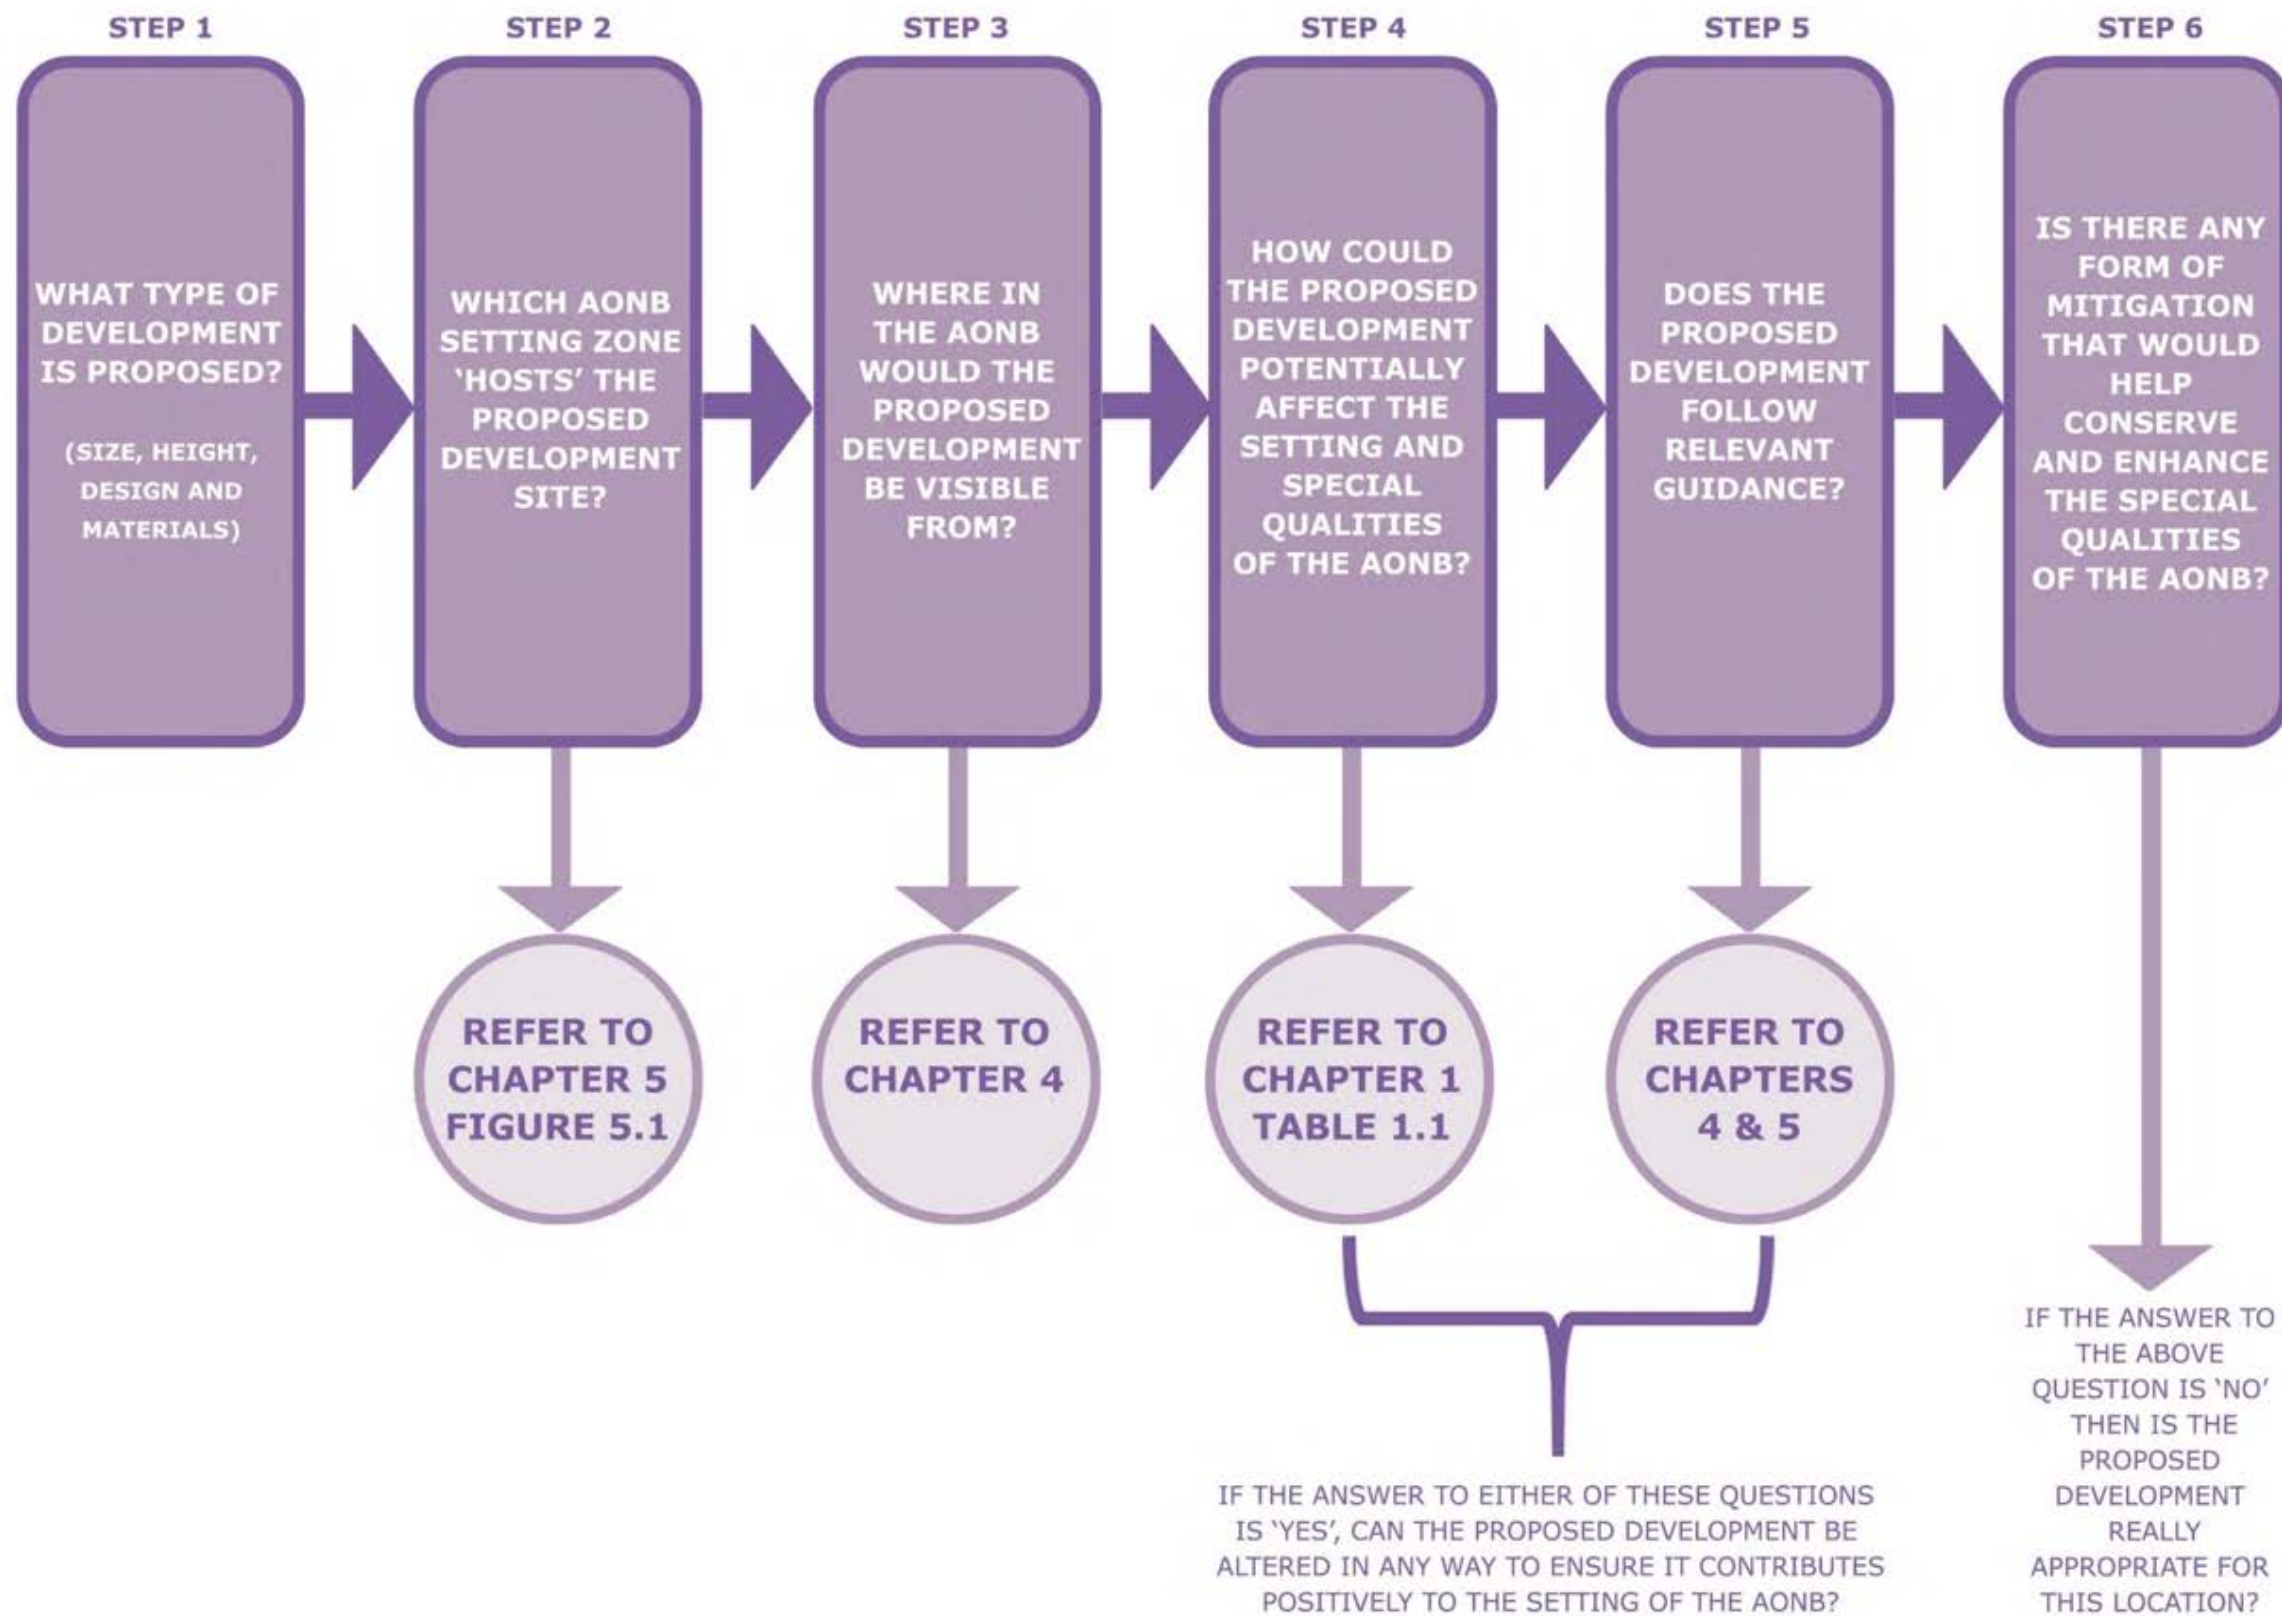 STEP 1
WHAT TYPE OF
DEVELOPMENT
IS PROPOSED?
(SIZE, HEIGHT,
DESIGN AND
MATERIALS)
STEP 2
WHICH AONB
SETTING ZONE
‘HOSTS’ THE
PROPOSED
DEVELOPMENT
SITE?
REFER TO
CHAPTER 5
FIGURE 5.1
STEP 3
WHERE IN
THE AONB
WOULD THE
PROPOSED
DEVELOPMENT
BE VISIBLE
FROM?
REFER TO
CHAPTER 4
STEP 4
HOW COULD
THE PROPOSED
DEVELOPMENT
POTENTIALLY
AFFECT THE
SETTING AND
SPECIAL
QUALITIES
OF THE AONB?
REFER TO
CHAPTER 1
TABLE 1.1
STEP 5
DOES THE
PROPOSED
DEVELOPMENT
FOLLOW
RELEVANT
GUIDANCE?
REFER TO
CHAPTERS
4 & 5
IF THE ANSWER TO EITHER OF THESE QUESTIONS
IS ‘YES’, CAN THE PROPOSED DEVELOPMENT BE
ALTERED IN ANY WAY TO ENSURE IT CONTRIBUTES
POSITIVELY TO THE SETTING OF THE AONB?
STEP 6
IS THERE ANY
FORM OF
MITIGATION
THAT WOULD
HELP
CONSERVE
AND ENHANCE
THE SPECIAL
QUALITIES
OF THE AONB?
IF THE ANSWER TO
THE ABOVE
QUESTION IS ‘NO’
THEN IS THE
PROPOSED
DEVELOPMENT
REALLY
APPROPRIATE FOR
THIS LOCATION?